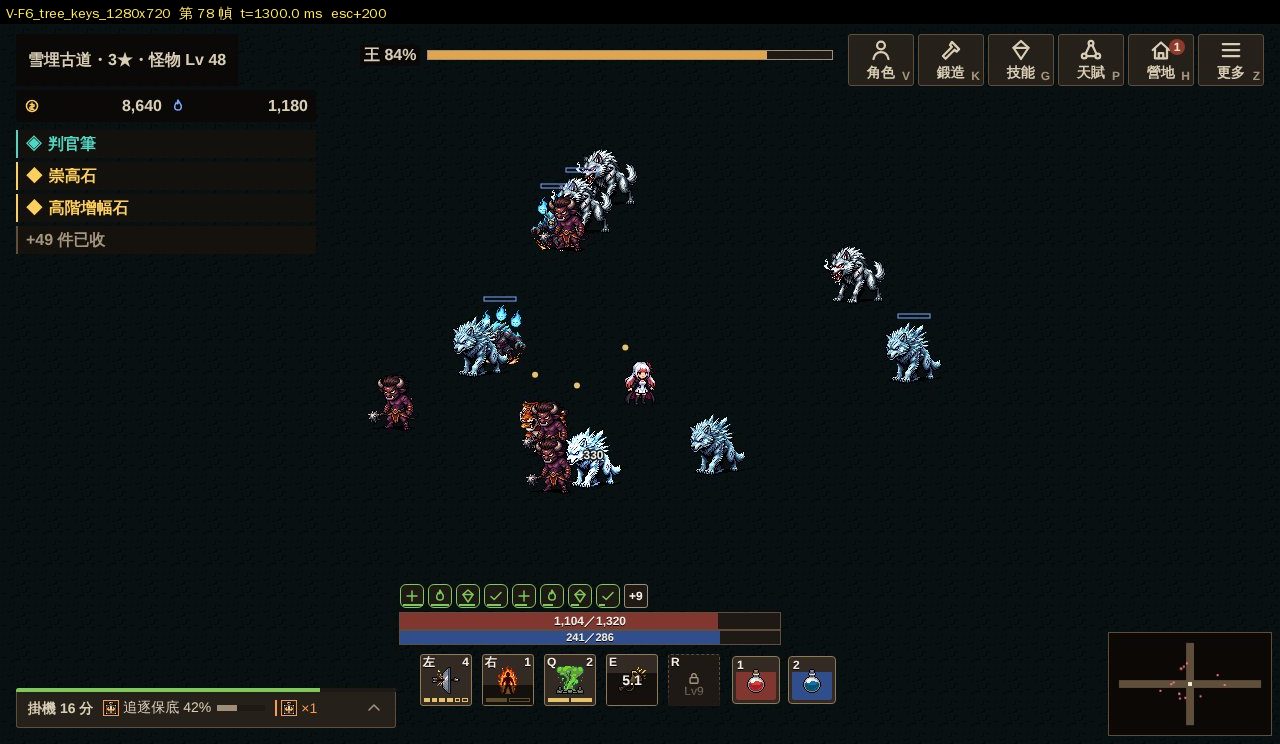 V-F6_tree_keys_1280x720 第 78 幀 t=1300.0 ms esc+200
雪埋古道・3★・怪物 Lv 48
王 84%
角色 V
鍛造 K
技能 G
天賦 P
營地 H 1
更多 Z
8,640 1,180
判官筆
崇高石
高階增幅石
+49 件已收
330
+9
1,104／1,320
241／286
左 4
右 1
Q 2
E 5.1
R Lv9
1
2
掛機 16 分 追逐保底 42% ×1